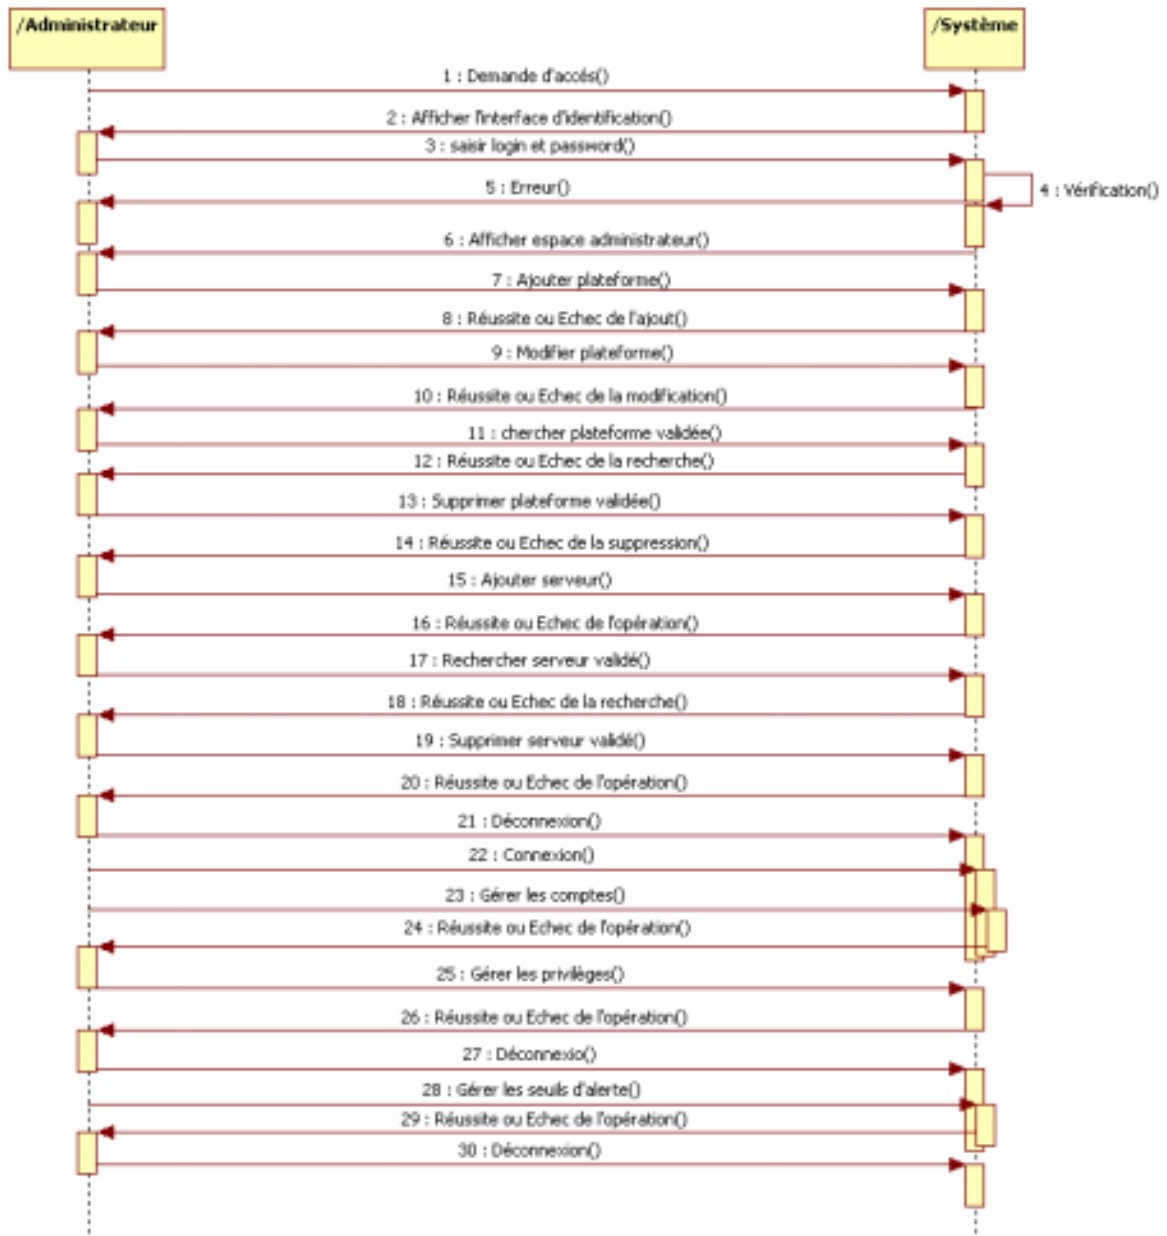 /Administrateur
/Système
1 : Demande d'accés()
2 : Afficher l'interface d'identification()
3 : saisir login et password()
4 : Vérification()
5 : Erreur()
6 : Afficher espace administrateur()
7 : Ajouter plateforme()
8 : Réussite ou Echec de l'ajout()
9 : Modifier plateforme()
10 : Réussite ou Echec de la modification()
11 : chercher plateforme validée()
12 : Réussite ou Echec de la recherche()
13 : Supprimer plateforme validée()
14 : Réussite ou Echec de la suppression()
15 : Ajouter serveur()
16 : Réussite ou Echec de l'opération()
17 : Rechercher serveur validé()
18 : Réussite ou Echec de la recherche()
19 : Supprimer serveur validé()
20 : Réussite ou Echec de l'opération()
21 : Déconnexion()
22 : Connexion()
23 : Gérer les comptes()
24 : Réussite ou Echec de l'opération()
25 : Gérer les privilèges()
26 : Réussite ou Echec de l'opération()
27 : Déconnexio()
28 : Gérer les seuils d'alerte()
29 : Réussite ou Echec de l'opération()
30 : Déconnexion()